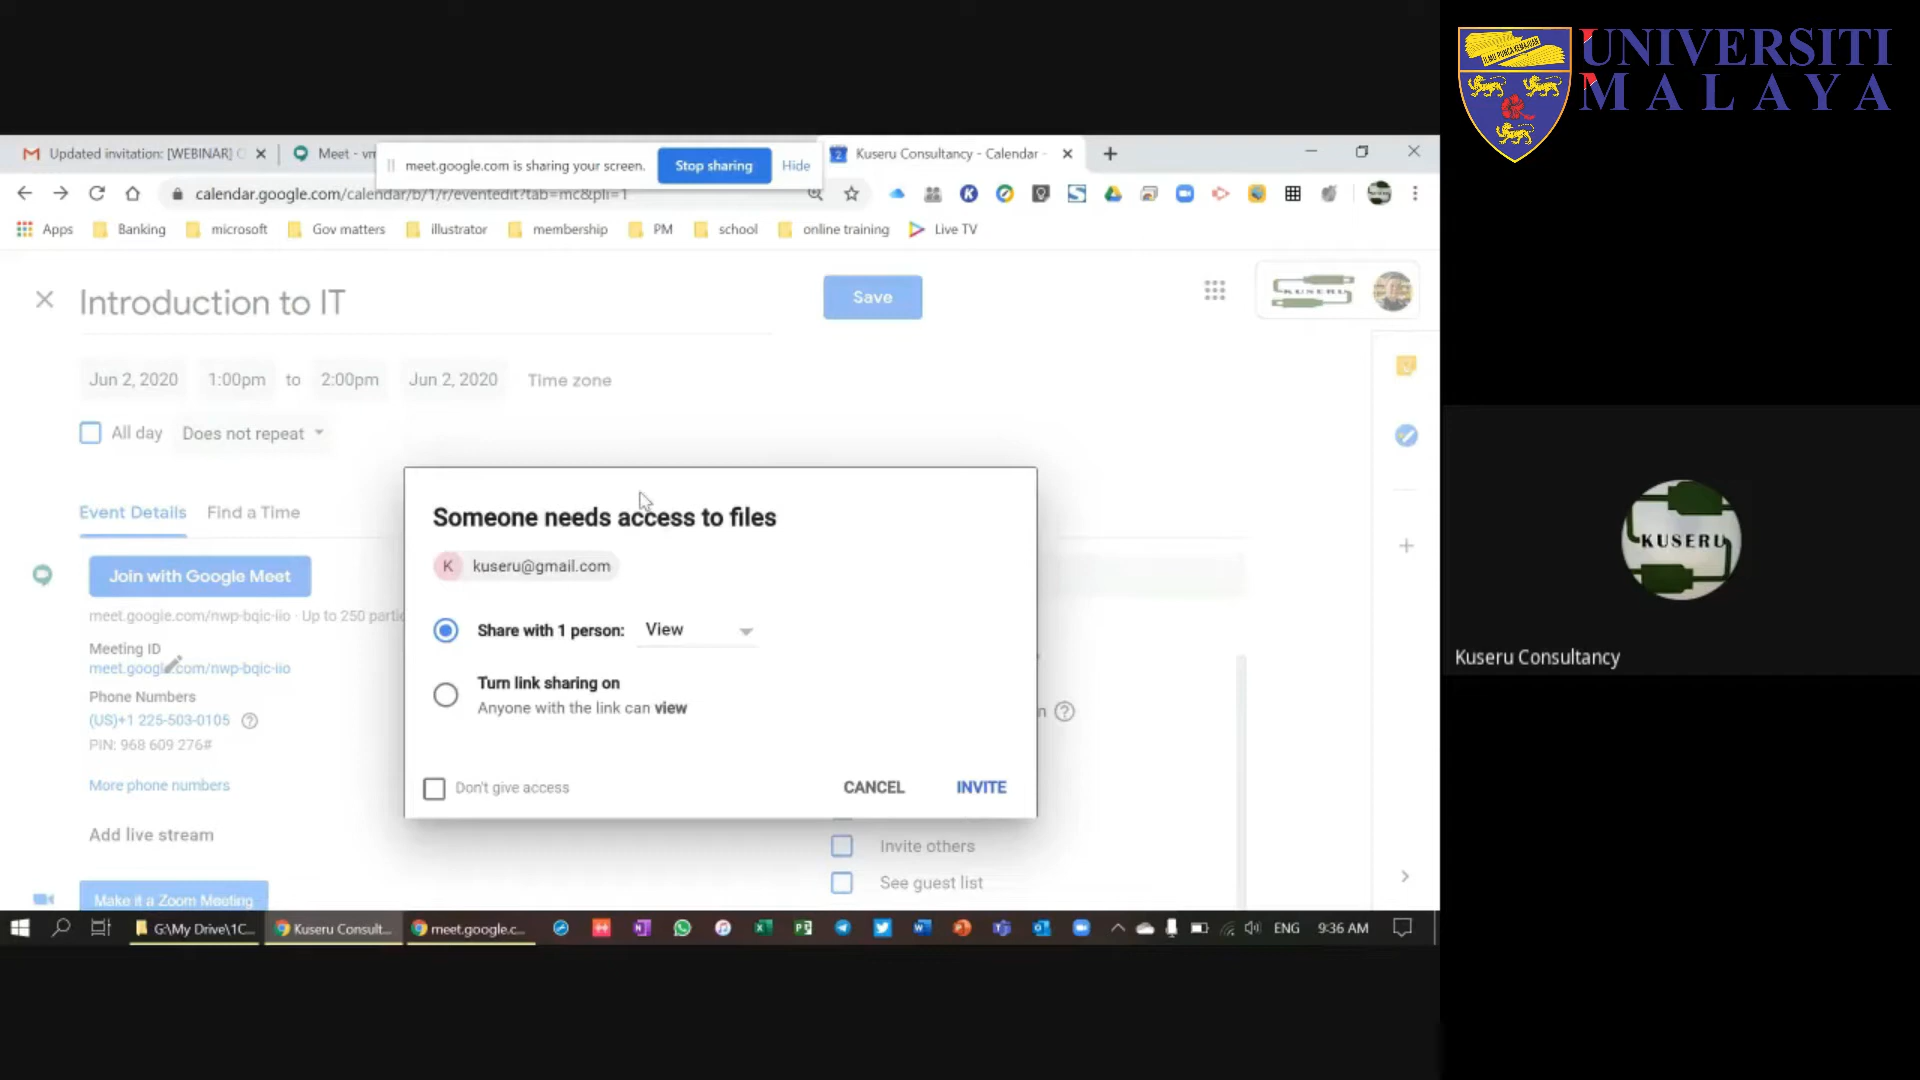 UNIVERSITI
MALAYA
ILMU PUNCA KEMAJUAN
Updated invitation: [WEBINAR]
Meet - vm
meet.google.com is sharing your screen.
Stop sharing
Hide
Kuseru Consultancy - Calendar -
calendar.google.com/calendar/b/1/r/eventedit?tab=mc&pli=1
Apps
Banking
microsoft
Gov matters
illustrator
membership
PM
school
online training
Live TV
Introduction to IT
Save
KUSERU
Jun 2, 2020
1:00pm
to
2:00pm
Jun 2, 2020
Time zone
All day
Does not repeat
Event Details
Find a Time
Join with Google Meet
meet.google.com/nwp-bqic-iio · Up to 250 partic
Meeting ID
meet.google.com/nwp-bqic-iio
Phone Numbers
(US)+1 225-503-0105
PIN: 968 609 276#
More phone numbers
Add live stream
Make it a Zoom Meeting
Someone needs access to files
K
kuseru@gmail.com
Share with 1 person:
View
Turn link sharing on
Anyone with the link can view
Don't give access
CANCEL
INVITE
Invite others
See guest list
KUSERU
Kuseru Consultancy
G:\My Drive\1C...
Kuseru Consult...
meet.google.c...
ENG
9:36 AM